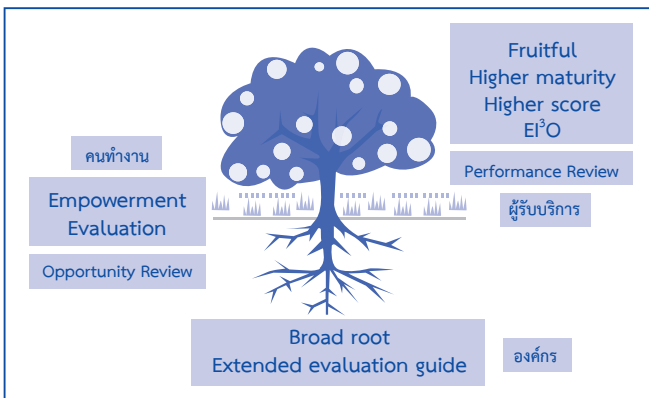 Fruitful
Higher maturity
Higher score
EI³O
Performance Review
ผู้รับบริการ
คนทำงาน
Empowerment
Evaluation
Opportunity Review
Broad root
Extended evaluation guide
องค์กร